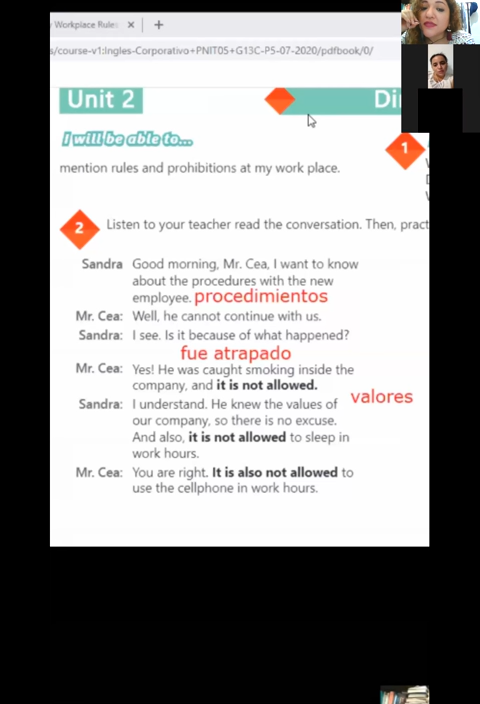 Workplace Rules
s/course-v1:Ingles-Corporativo+PNIT05+G13C-P5-07-2020/pdfbook/0/
Unit 2
I will be able to...
1
mention rules and prohibitions at my work place.
2
Listen to your teacher read the conversation. Then, pract
Sandra Good morning, Mr. Cea, I want to know
about the procedures with the new
employee. procedimientos
Mr. Cea: Well, he cannot continue with us.
Sandra: I see. Is it because of what happened?
fue atrapado
Mr. Cea: Yes! He was caught smoking inside the
company, and it is not allowed.
valores
Sandra: I understand. He knew the values of
our company, so there is no excuse.
And also, it is not allowed to sleep in
work hours.
Mr. Cea: You are right. It is also not allowed to
use the cellphone in work hours.